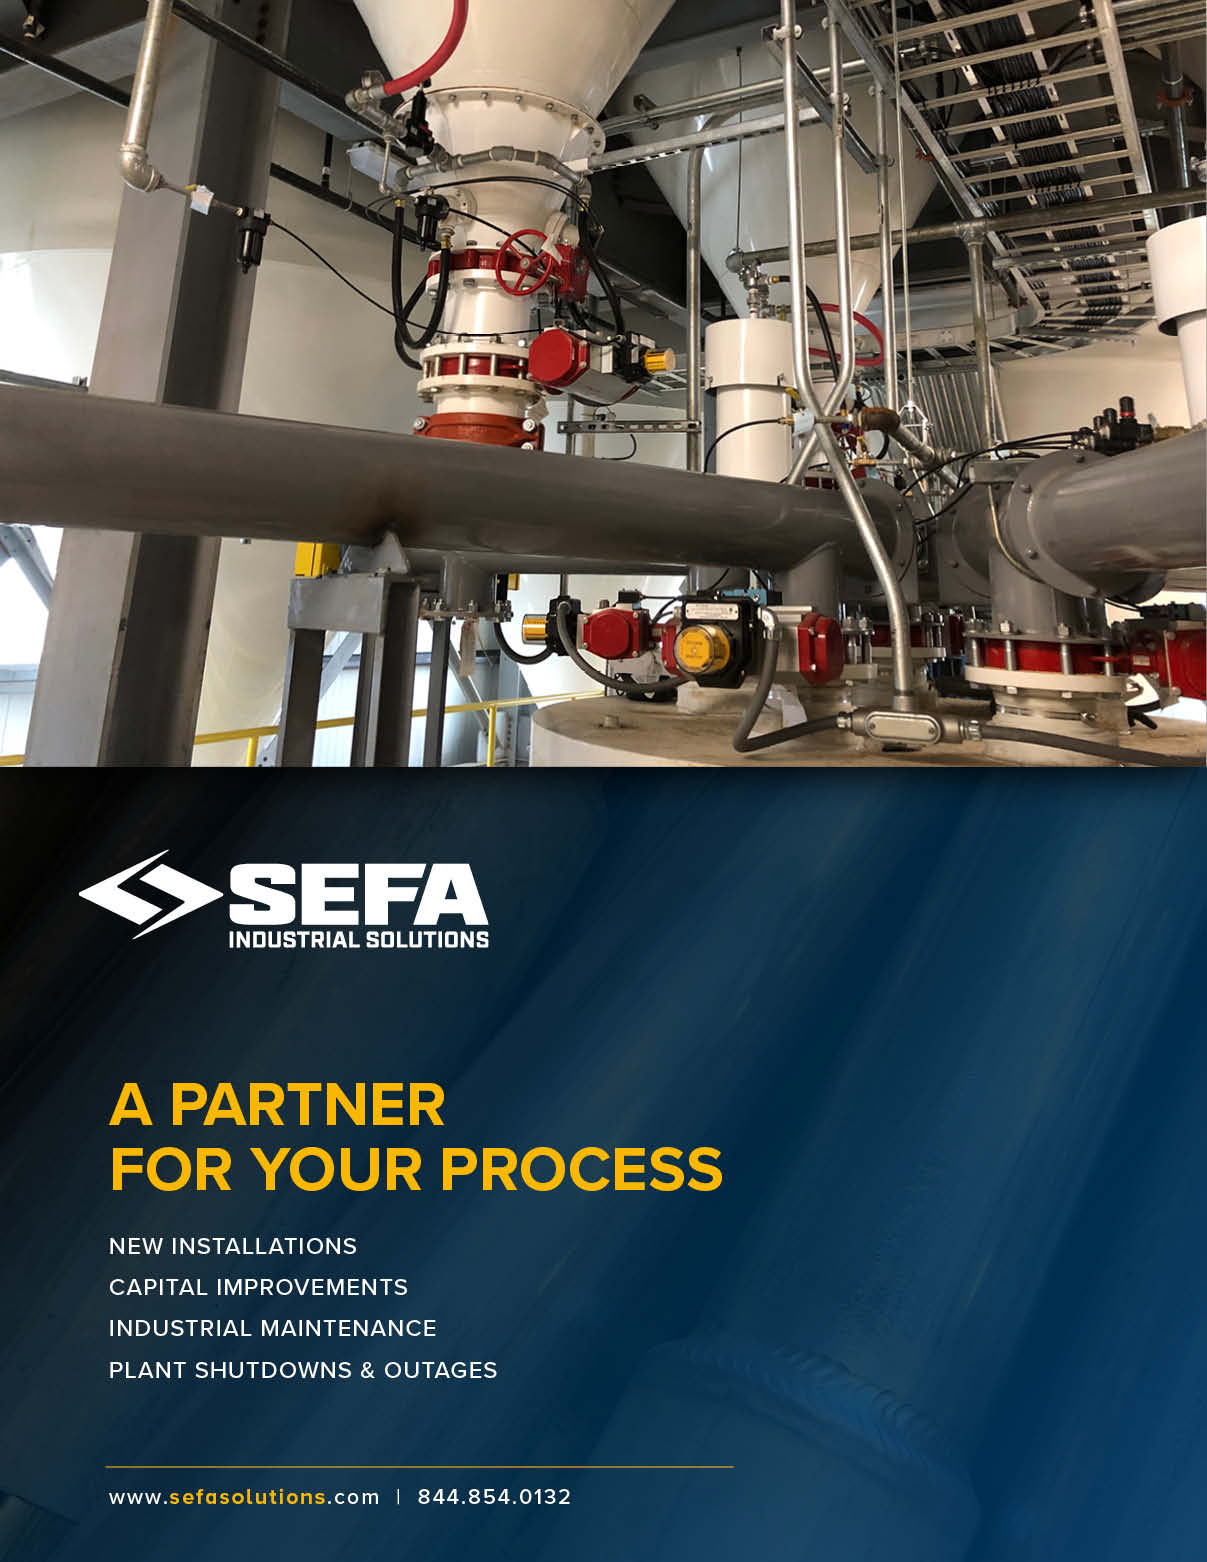 SEFA
INDUSTRIAL SOLUTIONS
A PARTNER
FOR YOUR PROCESS
NEW INSTALLATIONS
CAPITAL IMPROVEMENTS
INDUSTRIAL MAINTENANCE
PLANT SHUTDOWNS & OUTAGES
www.sefasolutions.com | 844.854.0132